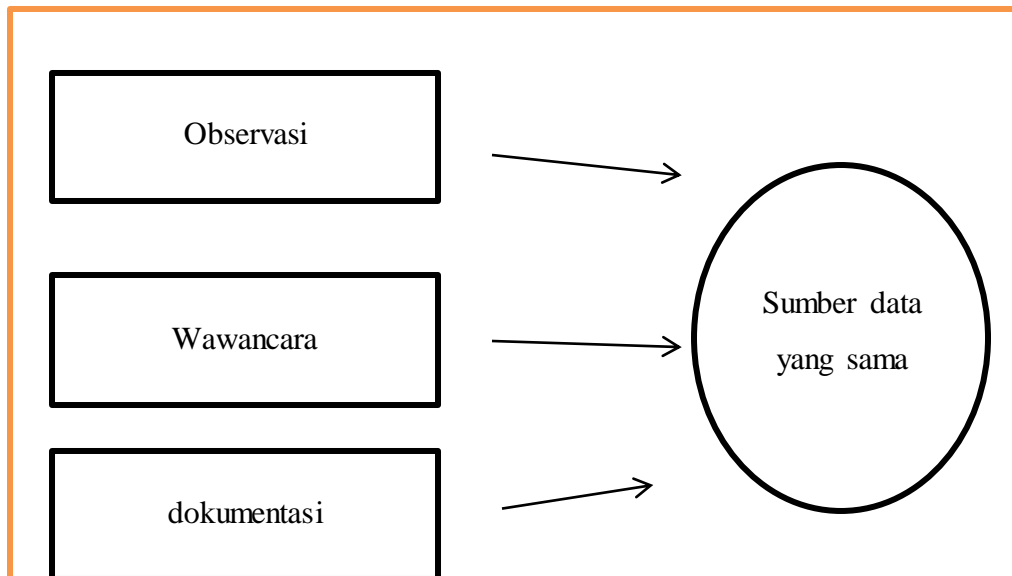 Observasi
Wawancara
dokumentasi
Sumber data
yang sama